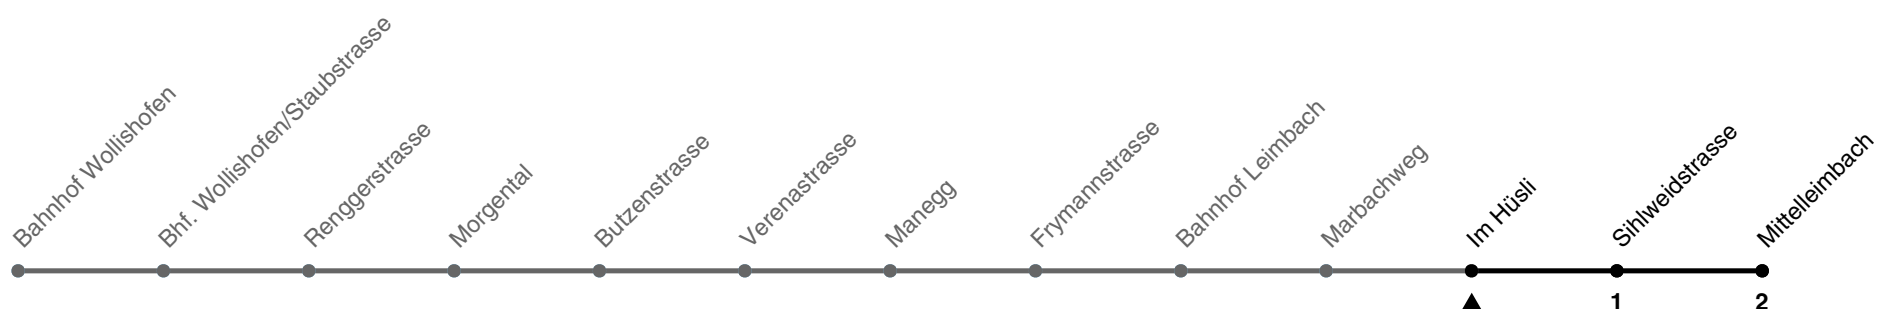 Bahnhof Wollishofen
Bhf. Wollishofen/Staubstrasse
Renggerstrasse
Morgental
Butzenstrasse
Verenastrasse
Manegg
Frymannstrasse
Bahnhof Leimbach
Marbachweg
Im Hüsli
Sihlweidstrasse
Mittelleimbach
1
2